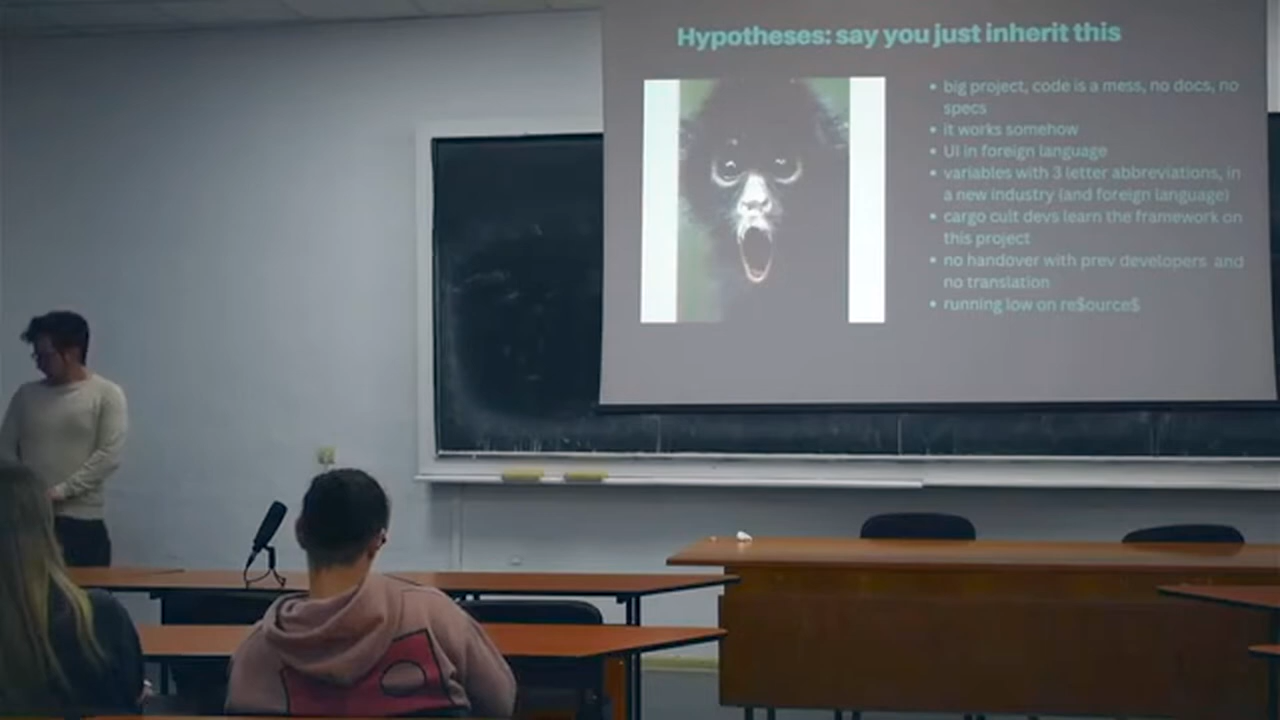 Hypotheses: say you just inherit this
• big project, code is a mess, no docs, no
specs
• it works somehow
• UI in foreign language
• variables with 3 letter abbreviations, in
a new industry (and foreign language)
• cargo cult devs learn the framework on
this project
• no handover with prev developers and
no translation
• running low on re$ource$